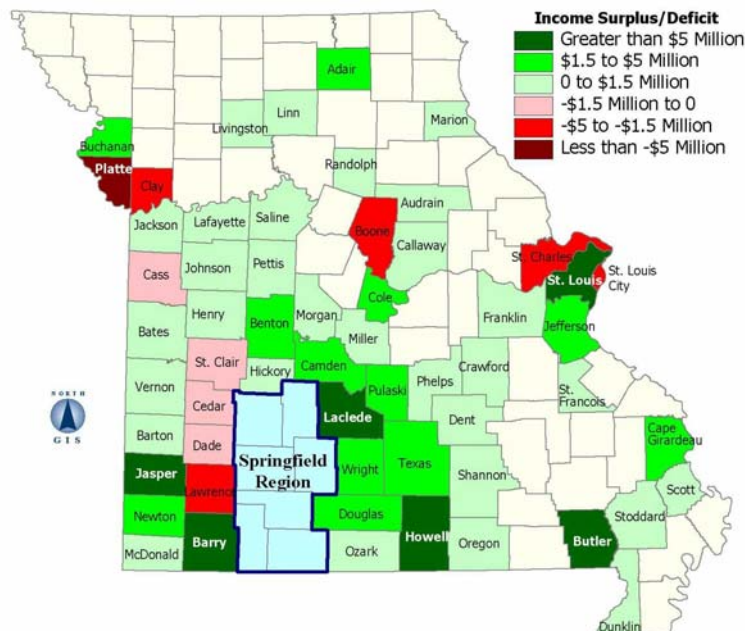 Income Surplus/Deficit
Greater than $5 Million
$1.5 to $5 Million
0 to $1.5 Million
-$1.5 Million to 0
-$5 to -$1.5 Million
Less than -$5 Million
Adair
Linn
Livingston
Marion
Buchanan
Platte
Clay
Randolph
Audrain
Boone
Callaway
Jackson
Lafayette
Saline
St. Charles
St. Louis
St. Louis
City
Cass
Johnson
Pettis
Cole
Henry
Benton
Morgan
Miller
Franklin
Jefferson
Bates
St. Clair
Hickory
Camden
Pulaski
Phelps
Crawford
St.
Francois
Vernon
Cedar
Laclede
Dent
NORTH
GIS
Barton
Dade
Springfield
Region
Wright
Texas
Shannon
Cape
Girardeau
Scott
Jasper
Lawrence
Newton
Douglas
Stoddard
McDonald
Barry
Ozark
Howell
Oregon
Butler
Dunklin